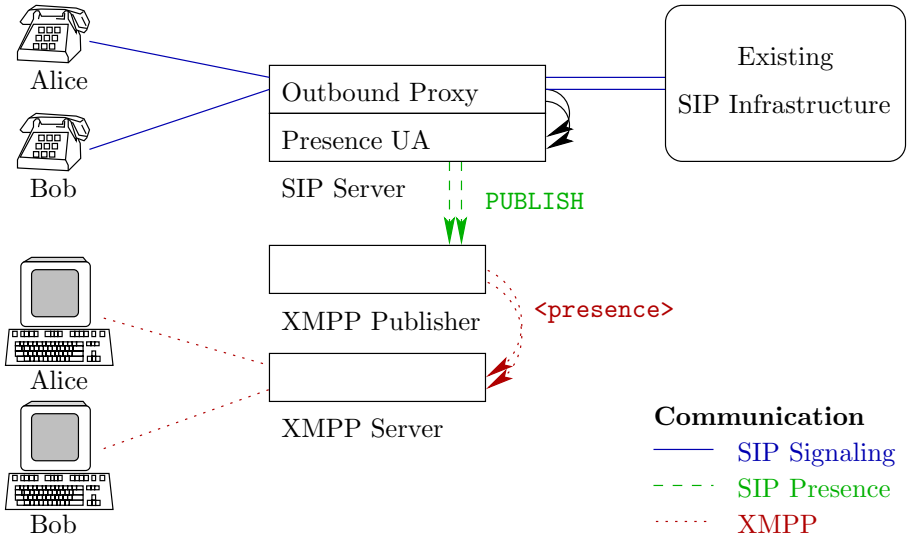 Alice
Bob
Outbound Proxy
Presence UA
SIP Server
Existing
SIP Infrastructure
PUBLISH
XMPP Publisher
<presence>
XMPP Server
Alice
Bob
Communication
SIP Signaling
SIP Presence
XMPP